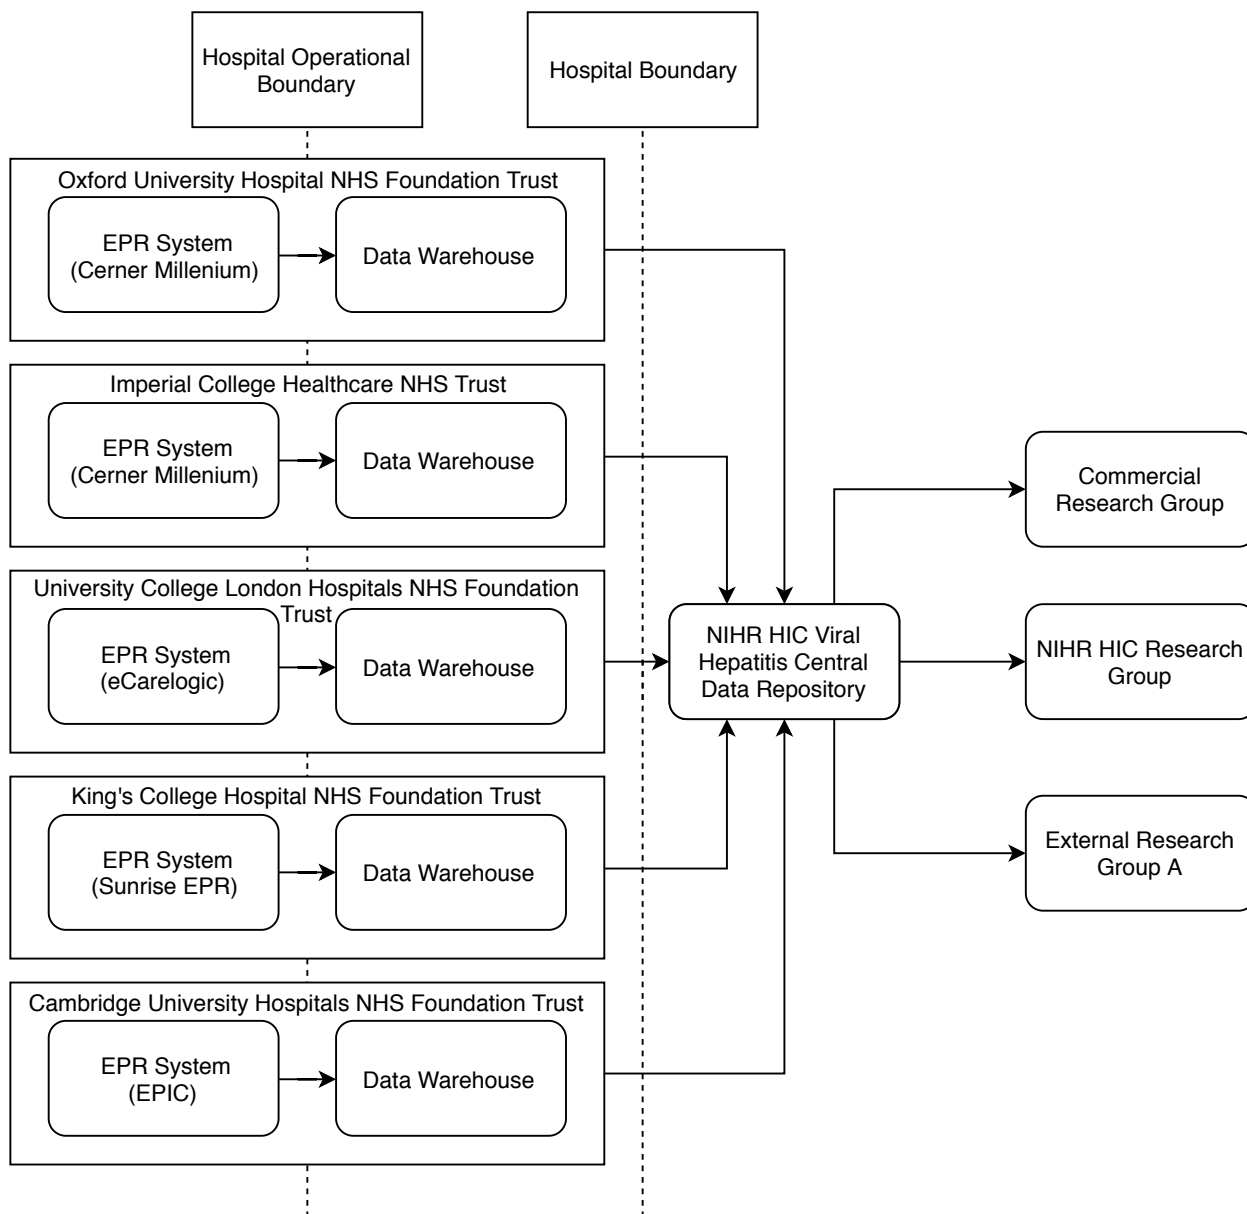 Hospital Operational
Boundary
Hospital Boundary
Oxford University Hospital NHS Foundation Trust
EPR System
(Cerner Millenium)
Data Warehouse
Imperial College Healthcare NHS Trust
EPR System
(Cerner Millenium)
Data Warehouse
University College London Hospitals NHS Foundation
Trust
EPR System
(eCarelogic)
Data Warehouse
King's College Hospital NHS Foundation Trust
EPR System
(Sunrise EPR)
Data Warehouse
Cambridge University Hospitals NHS Foundation Trust
EPR System
(EPIC)
Data Warehouse
NIHR HIC Viral
Hepatitis Central
Data Repository
Commercial
Research Group
NIHR HIC Research
Group
External Research
Group A